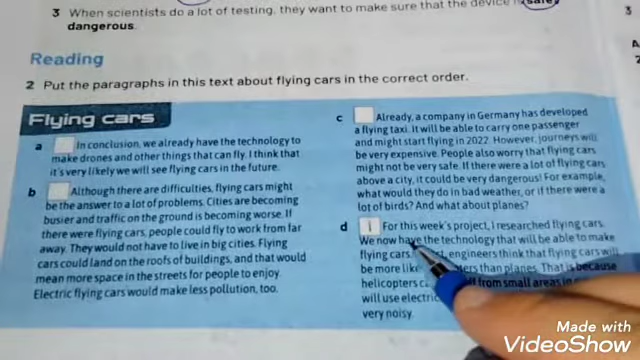 3 When scientists do a lot of testing, they want to make sure that the device is safe/
dangerous.
Reading
2 Put the paragraphs in this text about flying cars in the correct order.
Flying cars
a In conclusion, we already have the technology to
make drones and other things that can fly. I think that
it's very likely we will see flying cars in the future.
b Although there are difficulties, flying cars might
be the answer to a lot of problems. Cities are becoming
busier and traffic on the ground is becoming worse. If
there were flying cars, people could fly to work from far
away. They would not have to live in big cities. Flying
cars could land on the roofs of buildings, and that would
mean more space in the streets for people to enjoy.
Electric flying cars would make less pollution, too.
c Already, a company in Germany has developed
a flying taxi. It will be able to carry one passenger
and might start flying in 2022. However, journeys will
be very expensive. People also worry that flying cars
might not be very safe. If there were a lot of flying cars
above a city, it could be very dangerous! For example,
what would they do in bad weather, or if there were a
lot of birds? And what about planes?
d 1 For this week's project, I researched flying cars.
We now have the technology that will be able to make
flying cars. engineers think that flying cars will
be more like than planes. That is because
helicopters from small areas in
will use electric
very noisy.
3
A
2
Made with
VideoShow